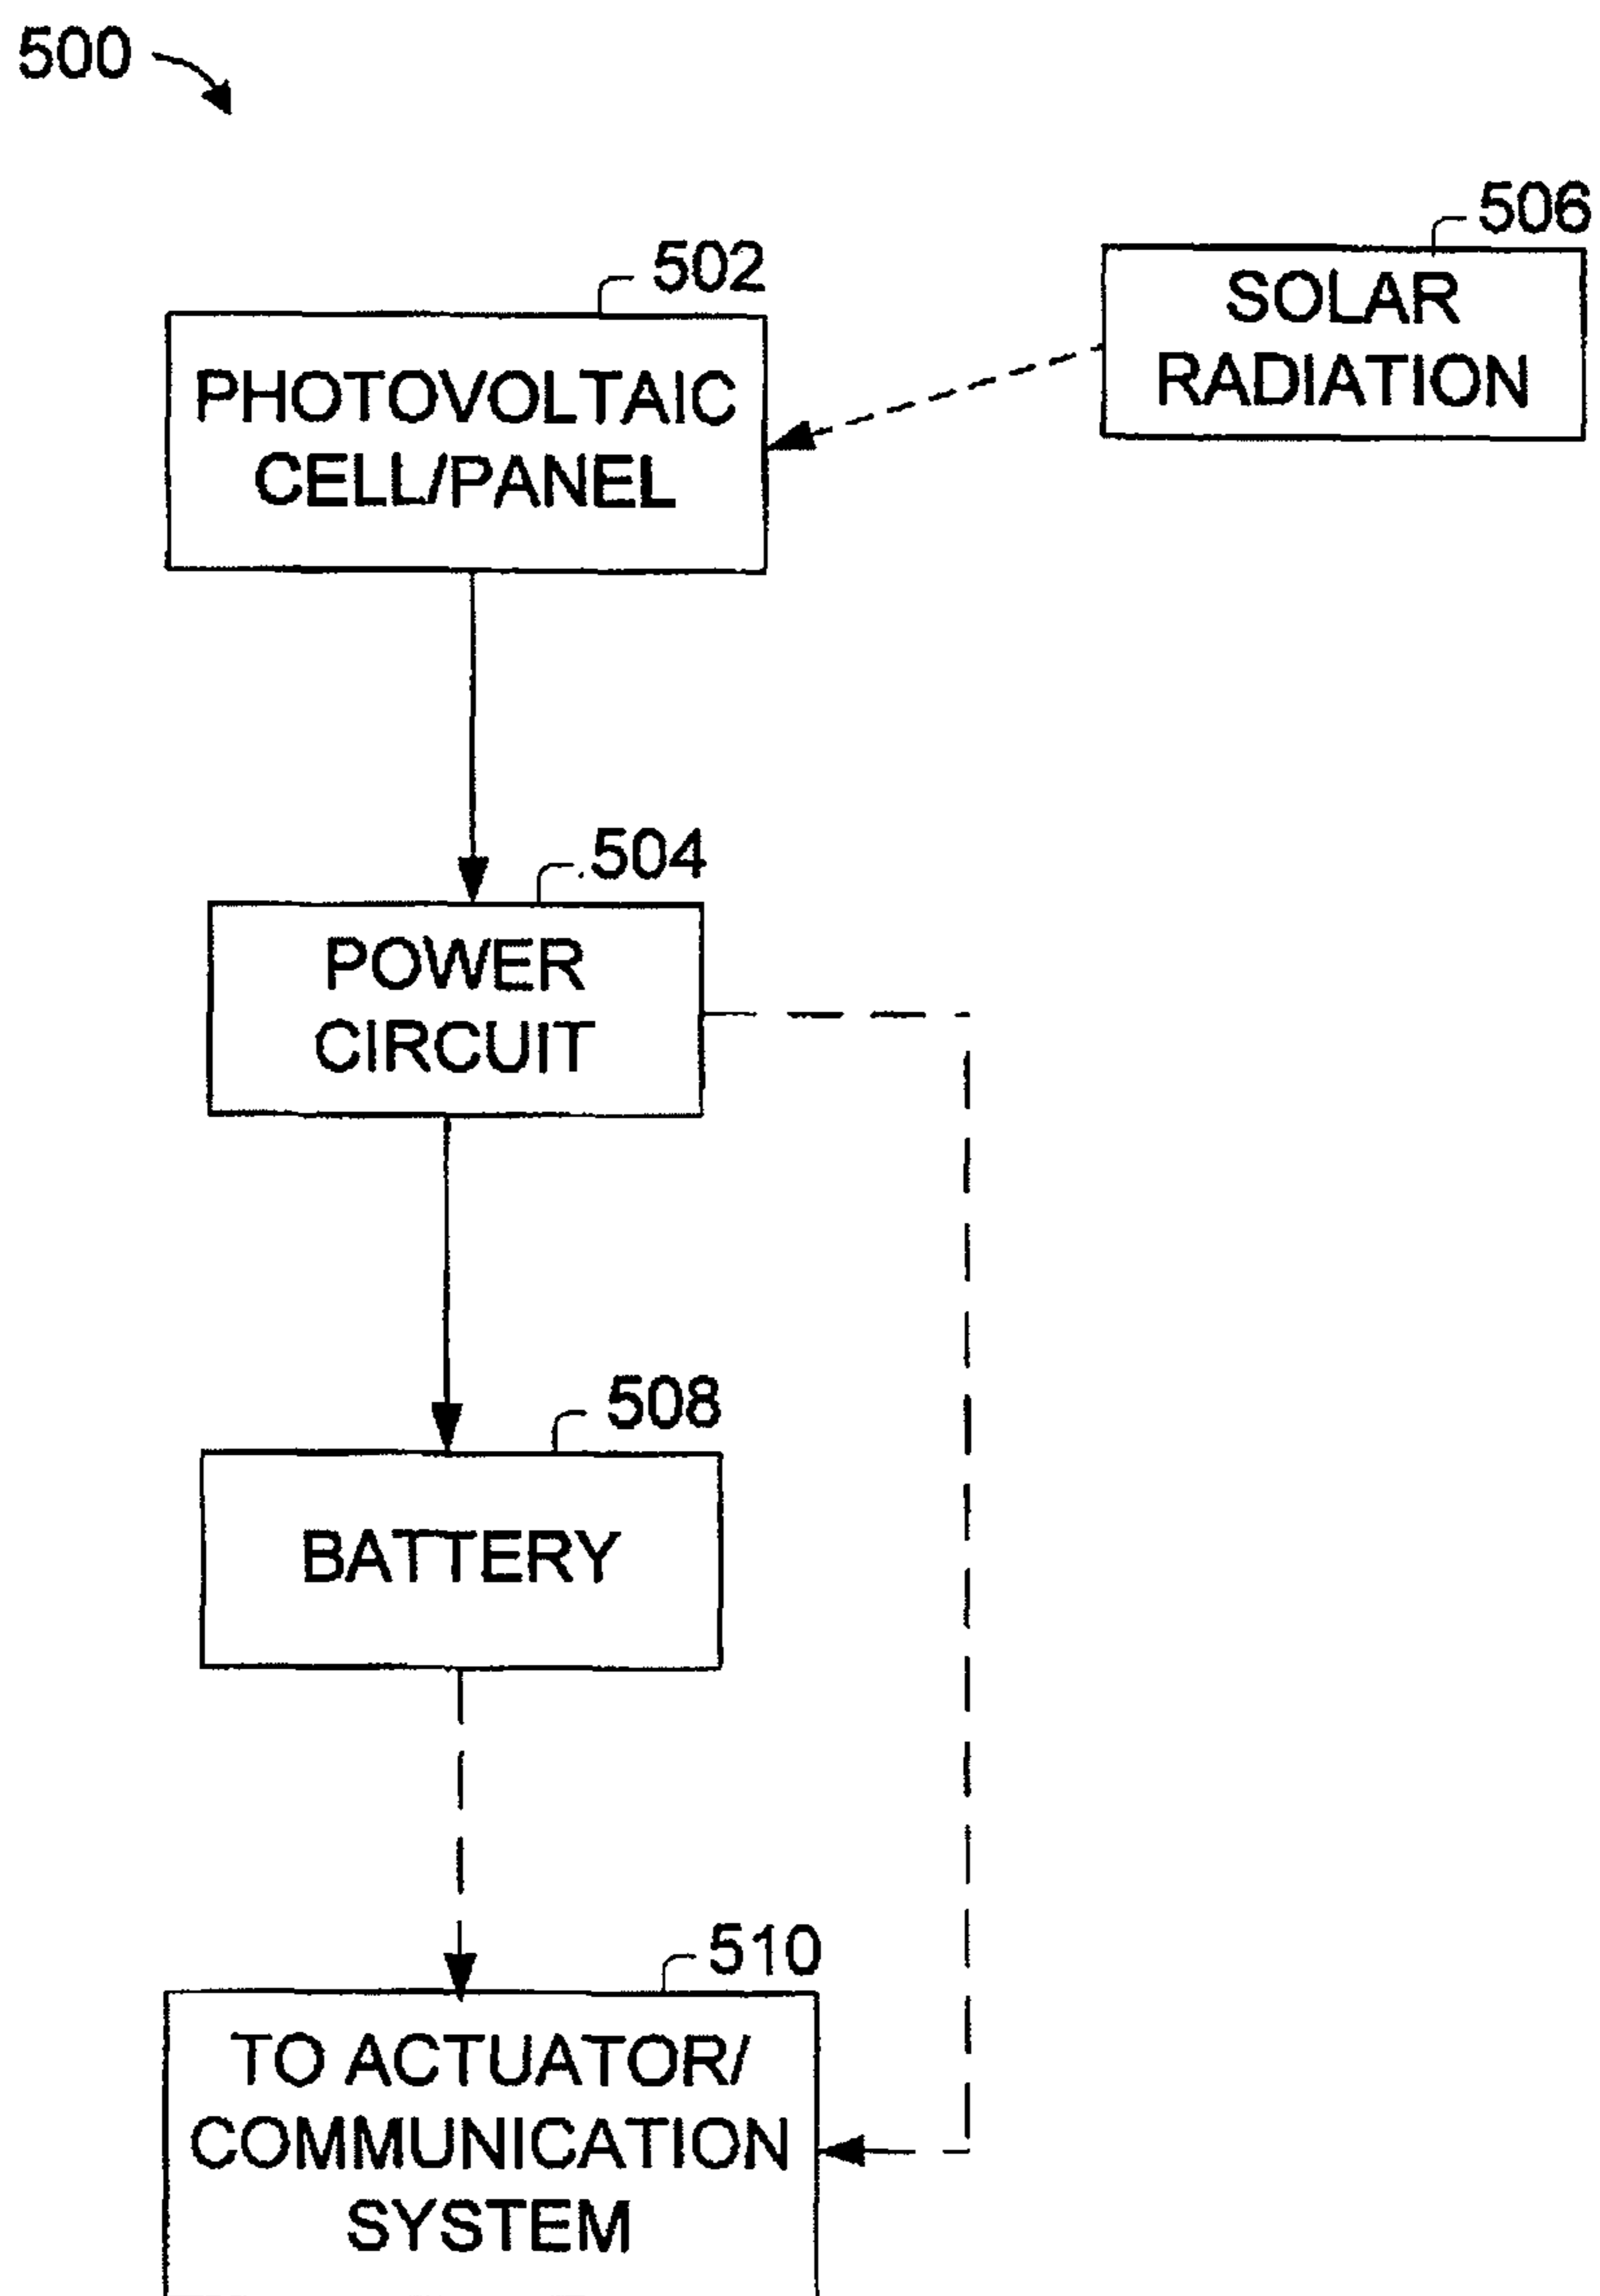 500
506
SOLAR
RADIATION
502
PHOTOVOLTAIC
CELL/PANEL
504
POWER
CIRCUIT
508
BATTERY
510
TO ACTUATOR/
COMMUNICATION
SYSTEM